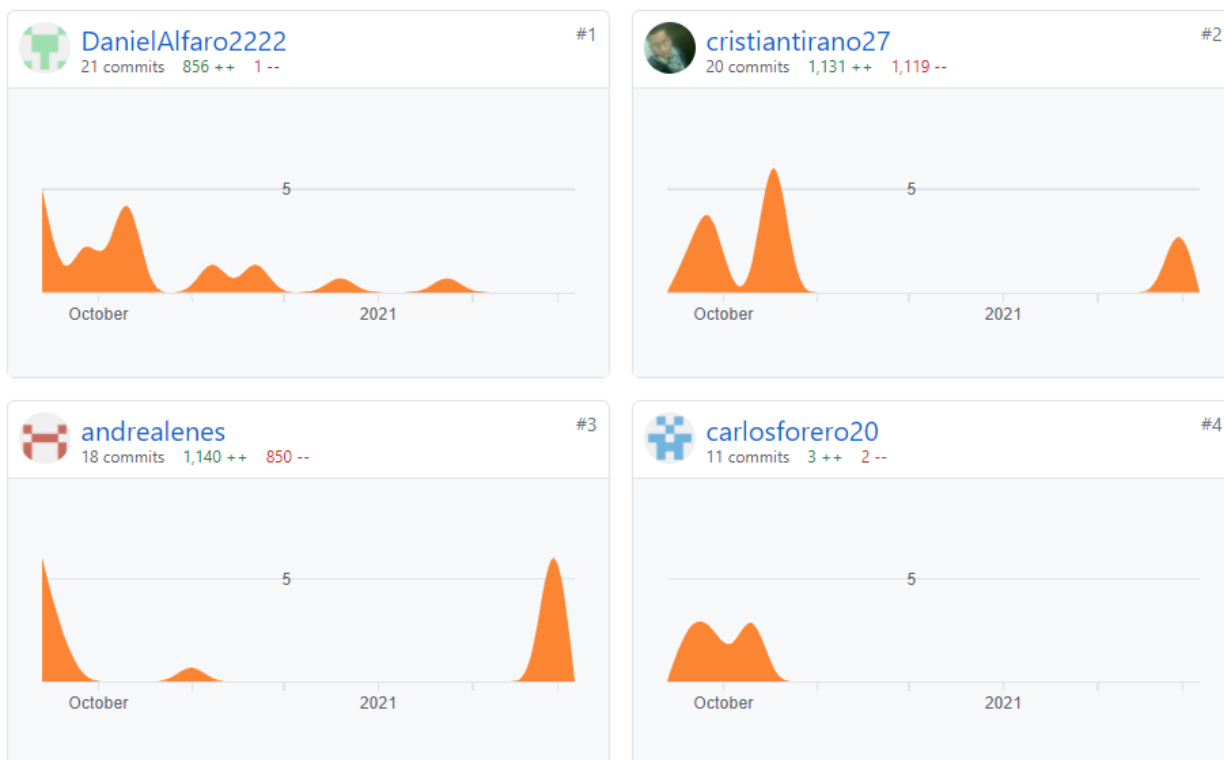 DanielAlfaro2222 #1
21 commits 856 ++ 1 --
5
October 2021
cristiantirano27 #2
20 commits 1,131 ++ 1,119 --
5
October 2021
andrealenes #3
18 commits 1,140 ++ 850 --
5
October 2021
carlosforero20 #4
11 commits 3 ++ 2 --
5
October 2021